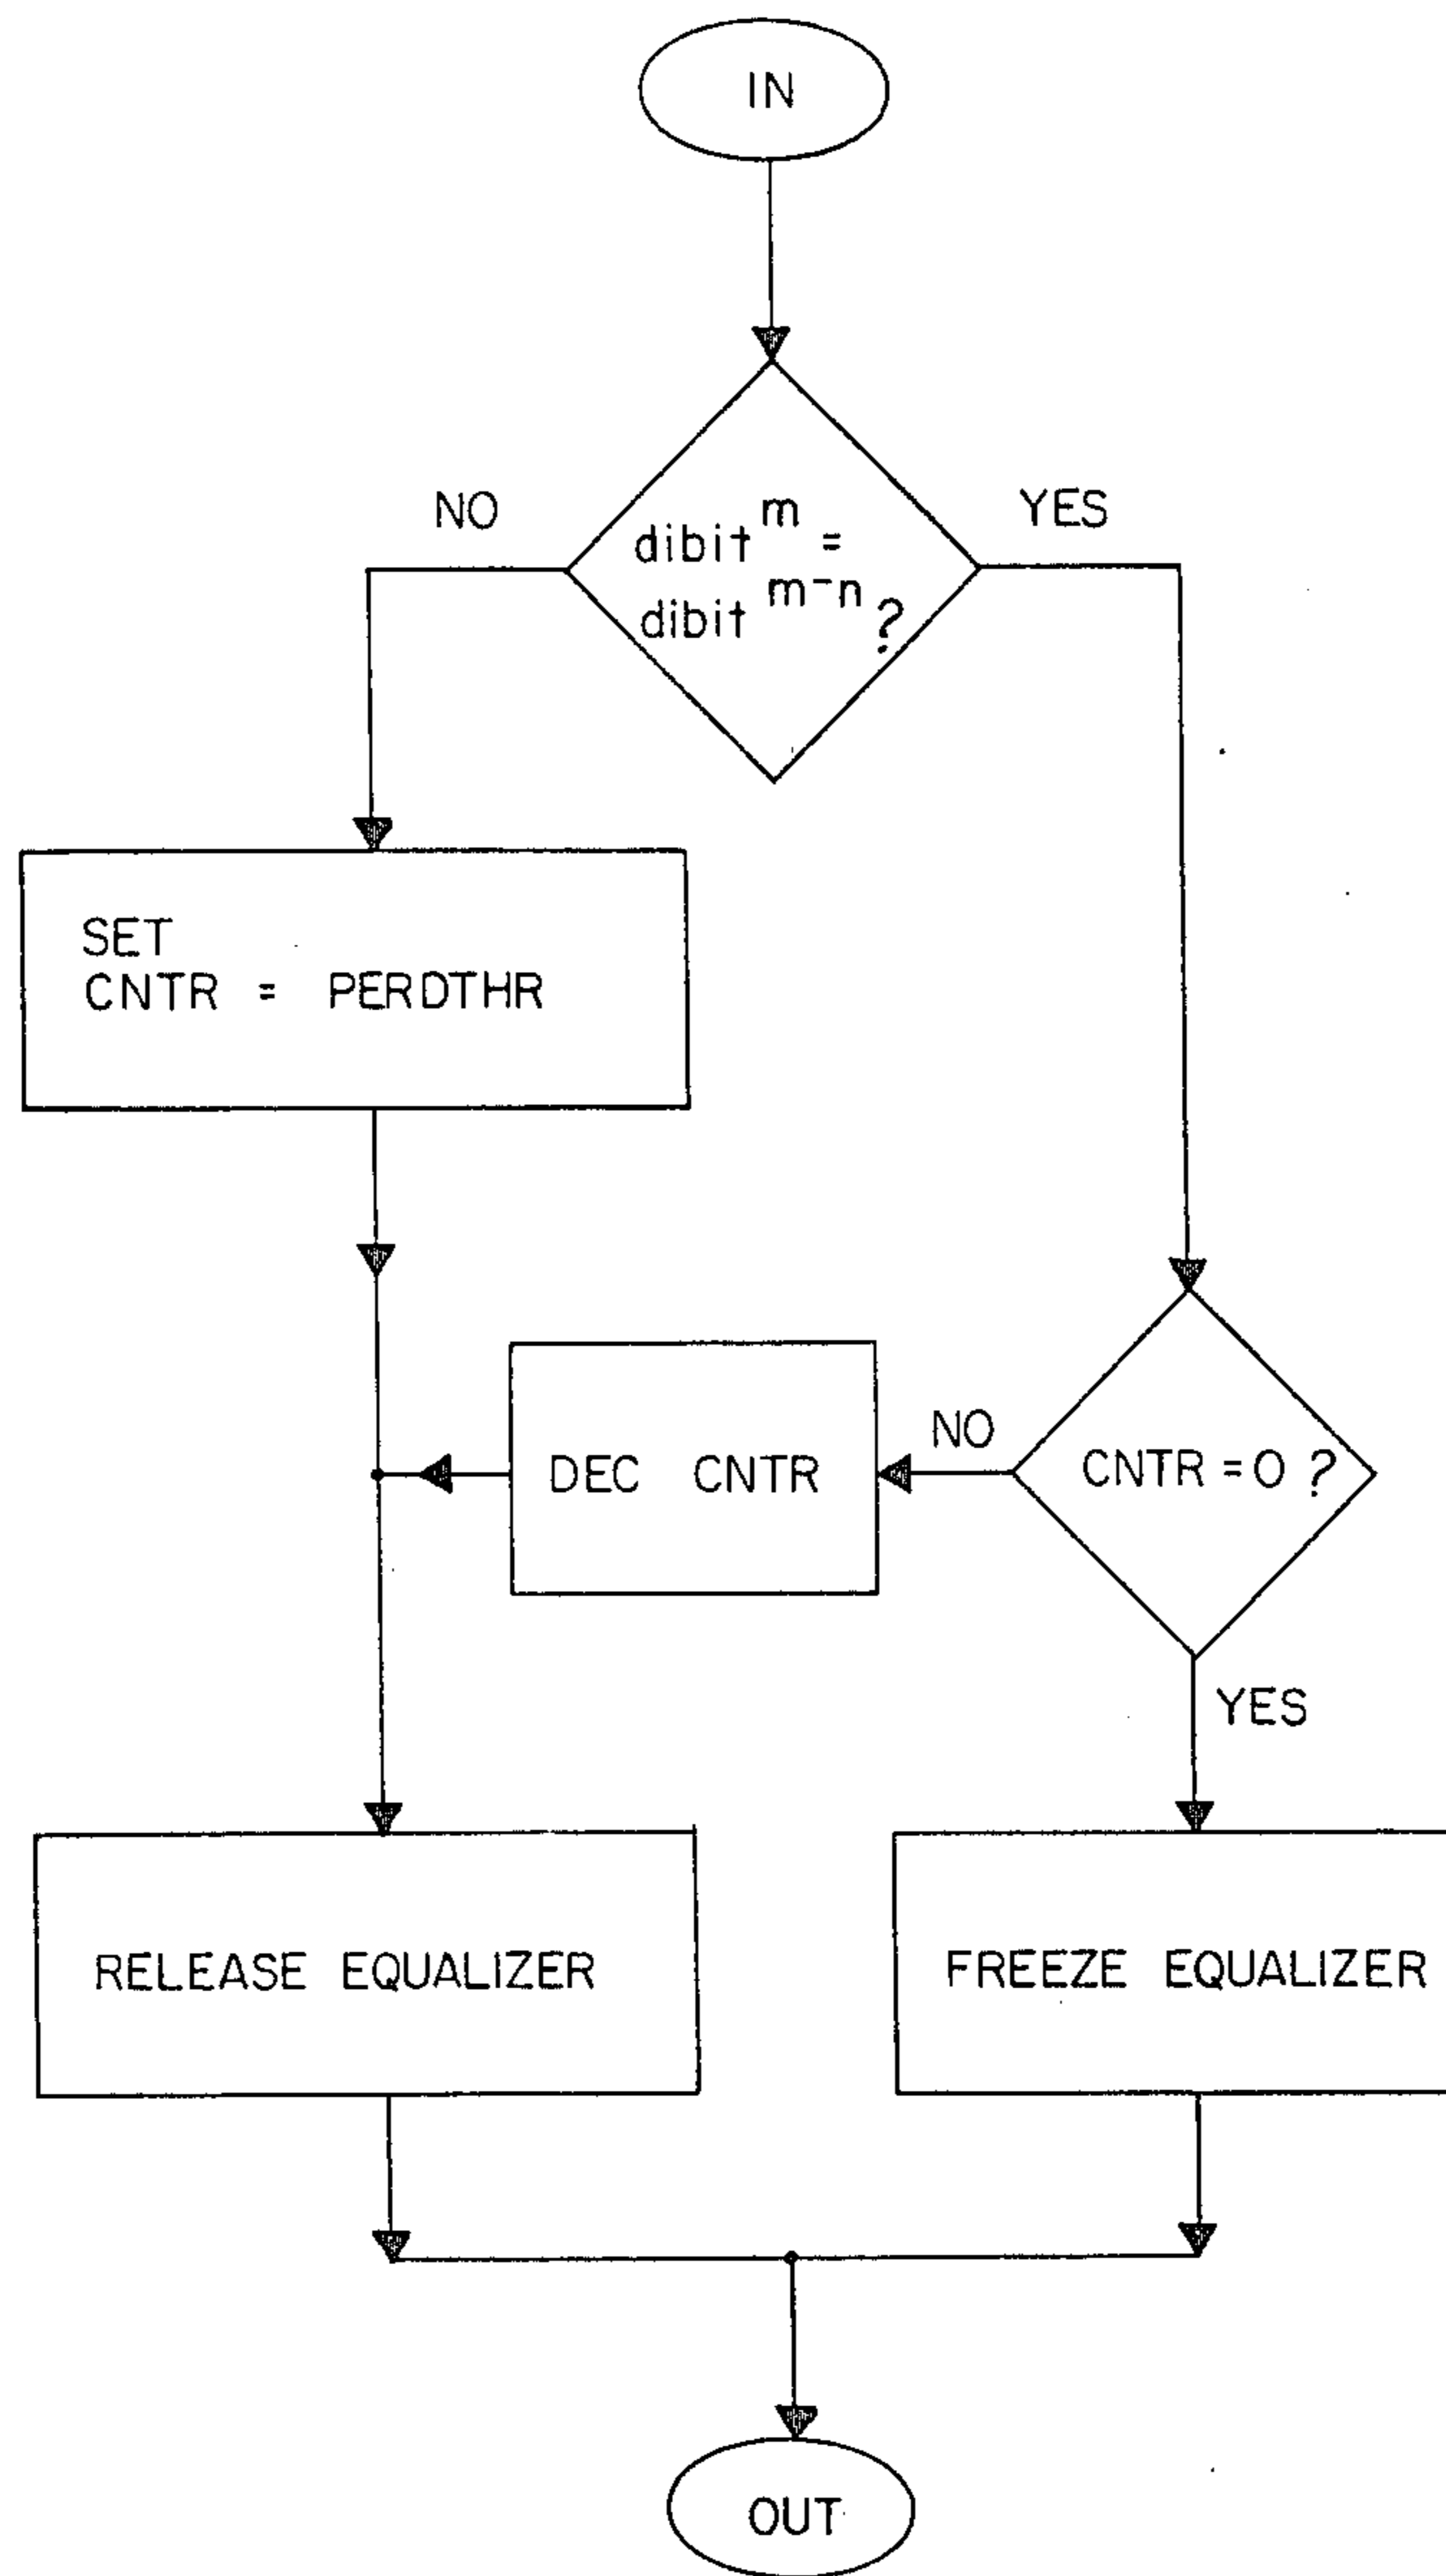 IN
NO
YES
dibit^m =
dibit^m-n ?
SET
CNTR = PERDTHR
DEC CNTR
NO
CNTR = 0 ?
YES
RELEASE EQUALIZER
FREEZE EQUALIZER
OUT